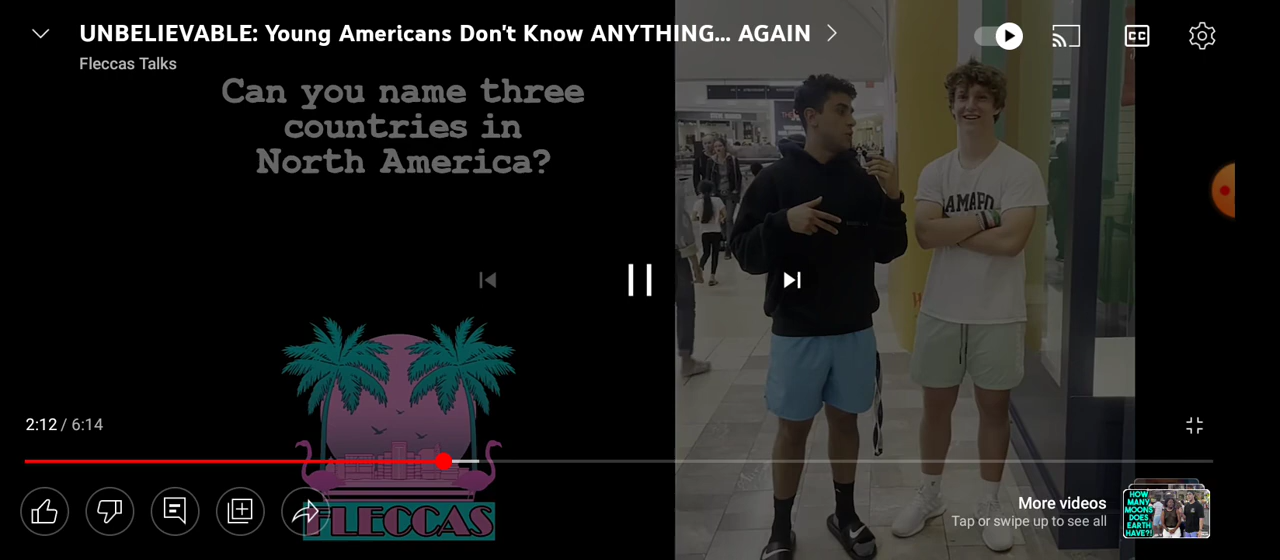 UNBELIEVABLE: Young Americans Don't Know ANYTHING... AGAIN
Fleccas Talks
CC
Can you name three
countries in
North America?
2:12 / 6:14
FLECCAS
More videos
Tap or swipe up to see all
HOW
MANY
MOONS
DOES
EARTH
HAVE?!